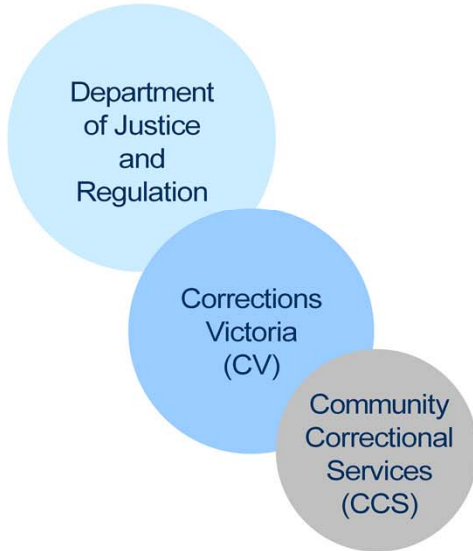 Department
of Justice
and
Regulation
Corrections
Victoria
(CV)
Community
Correctional
Services
(CCS)